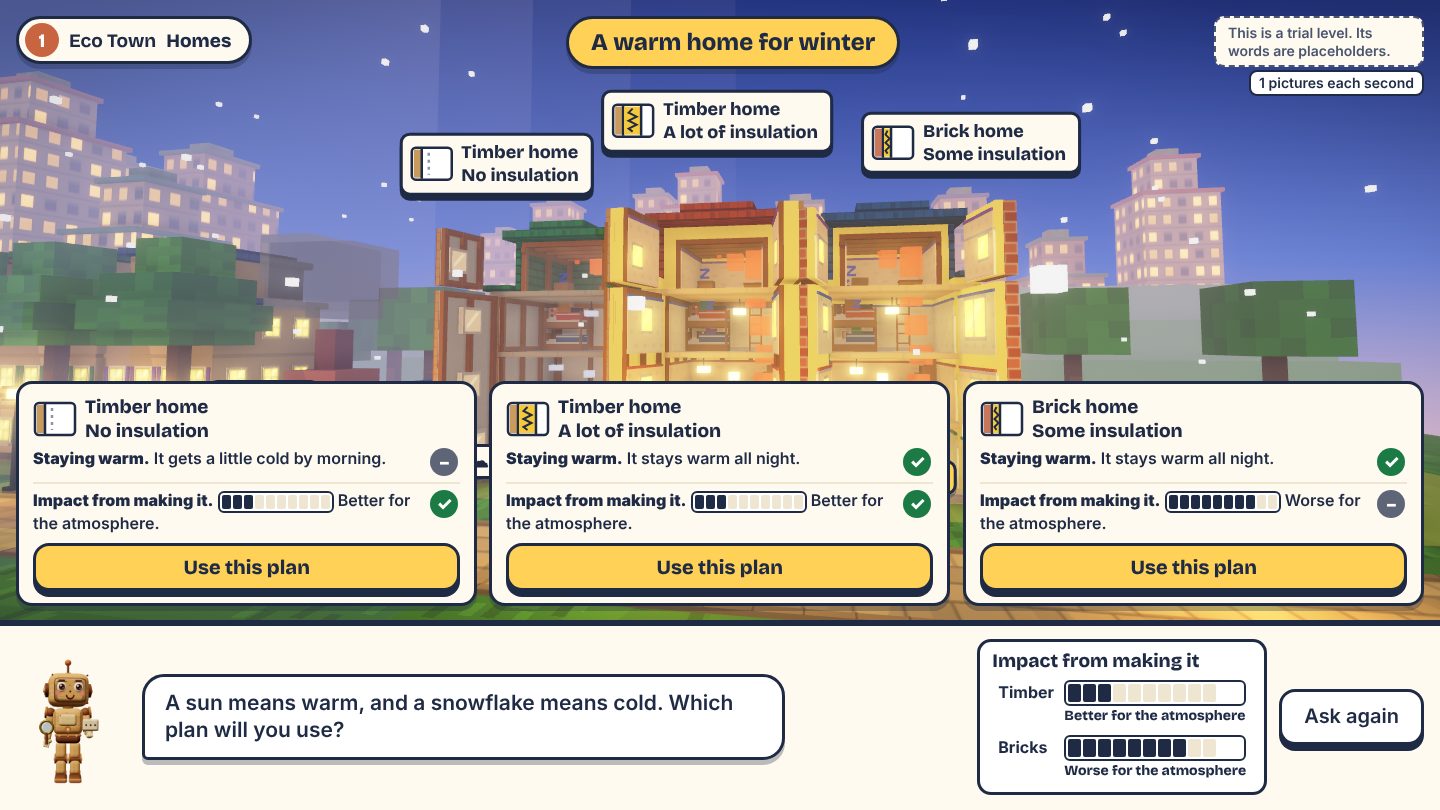 1 Eco Town Homes
A warm home for winter
This is a trial level. Its
words are placeholders.
1 pictures each second
Timber home
No insulation
Timber home
A lot of insulation
Brick home
Some insulation
Z
Z
Timber home
No insulation
Staying warm. It gets a little cold by morning.
Impact from making it. Better for
the atmosphere.
Use this plan
Timber home
A lot of insulation
Staying warm. It stays warm all night.
Impact from making it. Better for
the atmosphere.
Use this plan
Brick home
Some insulation
Staying warm. It stays warm all night.
Impact from making it. Worse for
the atmosphere.
Use this plan
A sun means warm, and a snowflake means cold. Which
plan will you use?
Impact from making it
Timber
Better for the atmosphere
Bricks
Worse for the atmosphere
Ask again